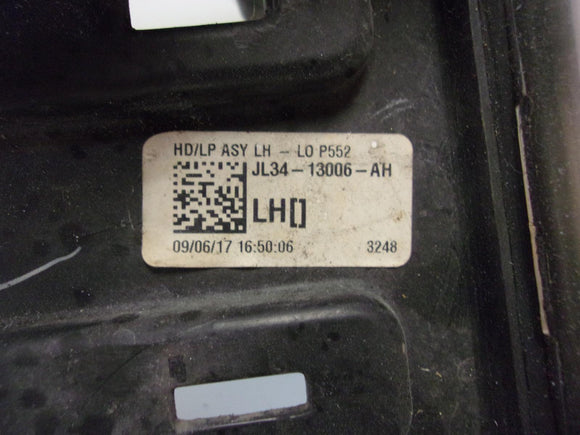 HD/LP ASY LH - LO P552
JL34-13006-AH
LH[]
09/06/17 16:50:06 3248